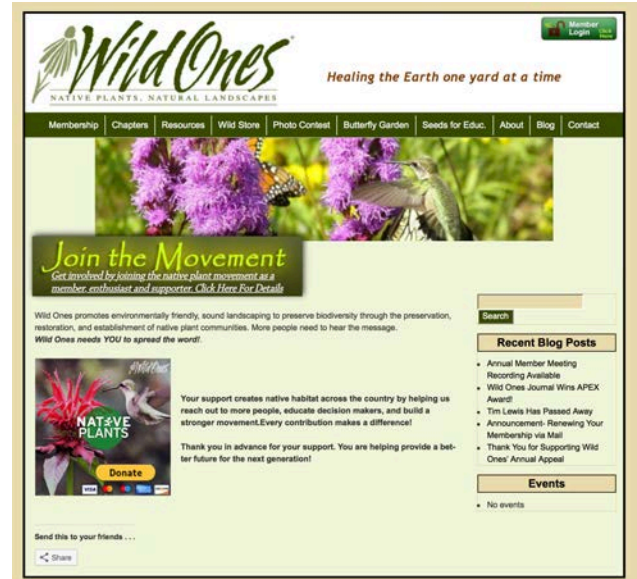 Member
Login
Click
Here
Wild Ones
NATIVE PLANTS. NATURAL LANDSCAPES
Healing the Earth one yard at a time
Membership Chapters Resources Wild Store Photo Contest Butterfly Garden Seeds for Educ. About Blog Contact
Join the Movement
Get involved by joining the native plant movement as a
member, enthusiast and supporter. Click Here For Details
Wild Ones promotes environmentally friendly, sound landscaping to preserve biodiversity through the preservation,
restoration, and establishment of native plant communities. More people need to hear the message.
Wild Ones needs YOU to spread the word!.
Wild Ones
NATIVE
PLANTS
Donate
VISA
Your support creates native habitat across the country by helping us
reach out to more people, educate decision makers, and build a
stronger movement.Every contribution makes a difference!
Thank you in advance for your support. You are helping provide a bet-
ter future for the next generation!
Send this to your friends . . .
Share
Search
Recent Blog Posts
Annual Member Meeting
Recording Available
Wild Ones Journal Wins APEX
Award!
Tim Lewis Has Passed Away
Announcement- Renewing Your
Membership via Mail
Thank You for Supporting Wild
Ones' Annual Appeal
Events
No events